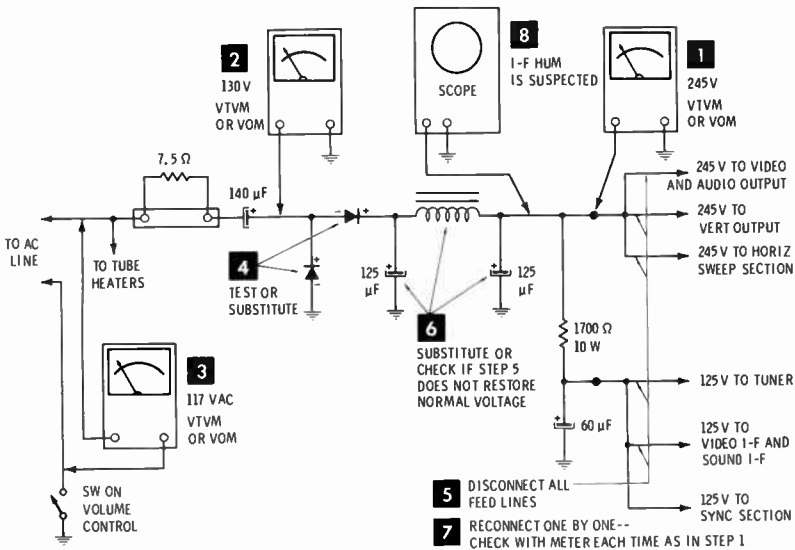 2
130 V
VTVM
OR VOM
SCOPE
8
I-F HUM
IS SUSPECTED
1
245 V
VTVM
OR VOM
7.5 Ω
140 µF
+
TO AC
LINE
TO TUBE
HEATERS
4
TEST OR
SUBSTITUTE
+
+
-
+
125
µF
+
125
µF
6
SUBSTITUTE OR
CHECK IF STEP 5
DOES NOT RESTORE
NORMAL VOLTAGE
245 V TO VIDEO
AND AUDIO OUTPUT
245 V TO
VERT OUTPUT
245 V TO HORIZ
SWEEP SECTION
1700 Ω
10 W
+
60 µF
125 V TO TUNER
125 V TO
VIDEO I-F AND
SOUND I-F
125 V TO
SYNC SECTION
3
117 VAC
VTVM
OR VOM
SW ON
VOLUME
CONTROL
5 DISCONNECT ALL
FEED LINES
7 RECONNECT ONE BY ONE--
CHECK WITH METER EACH TIME AS IN STEP 1